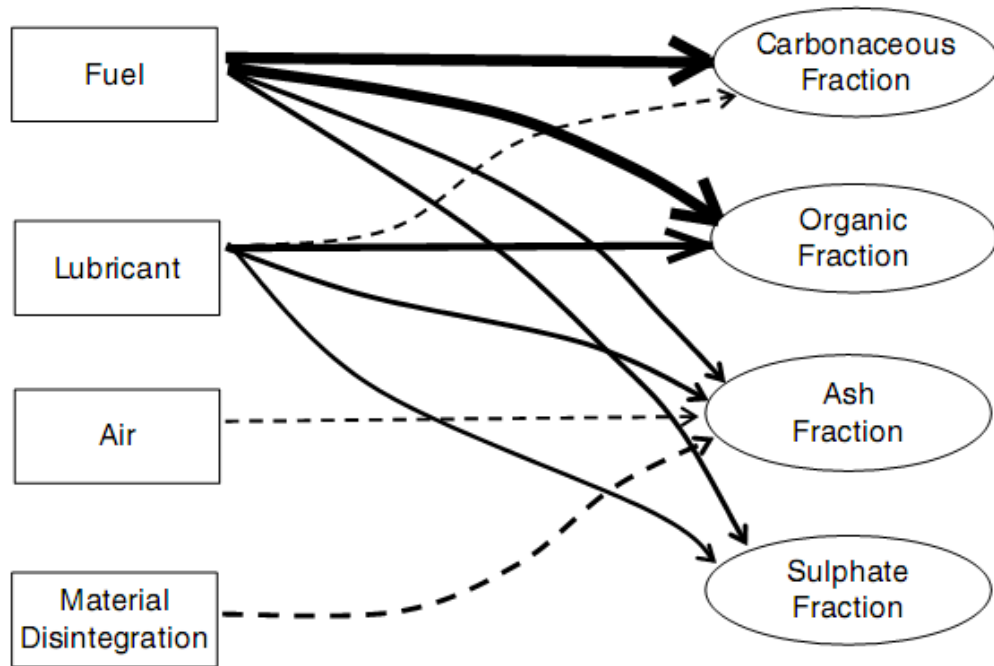 Fuel
Lubricant
Air
Material
Disintegration
Carbonaceous
Fraction
Organic
Fraction
Ash
Fraction
Sulphate
Fraction